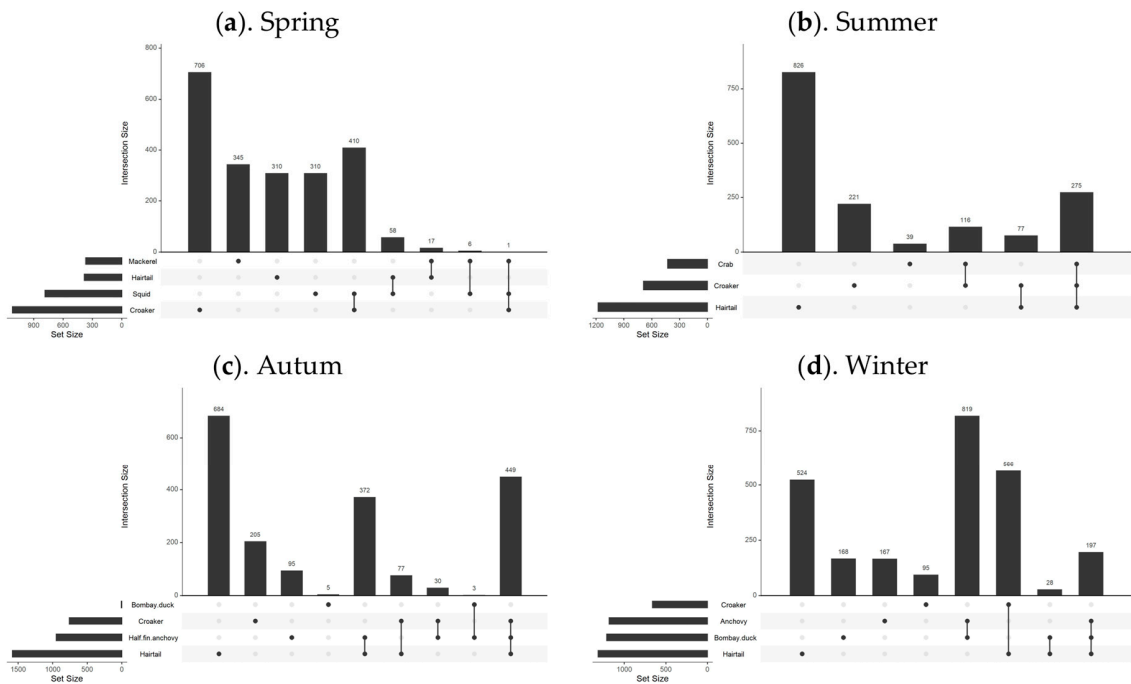 (a). Spring
800
600
400
200
0
Intersection Size
706
345
310
310
410
58
17
6
1
Mackerel
Hairtail
Squid
Croaker
900 600 300 0
Set Size
(b). Summer
750
500
250
0
Intersection Size
826
221
39
116
77
275
Crab
Croaker
Hairtail
1200 900 600 300 0
Set Size
(c). Autum
600
400
200
0
Intersection Size
684
205
95
5
372
77
30
3
449
Bombay.duck
Croaker
Half.fin.anchovy
Hairtail
1500 1000 500 0
Set Size
(d). Winter
750
500
250
0
Intersection Size
524
168
167
95
819
566
28
197
Croaker
Anchovy
Bombay.duck
Hairtail
1000 500 0
Set Size